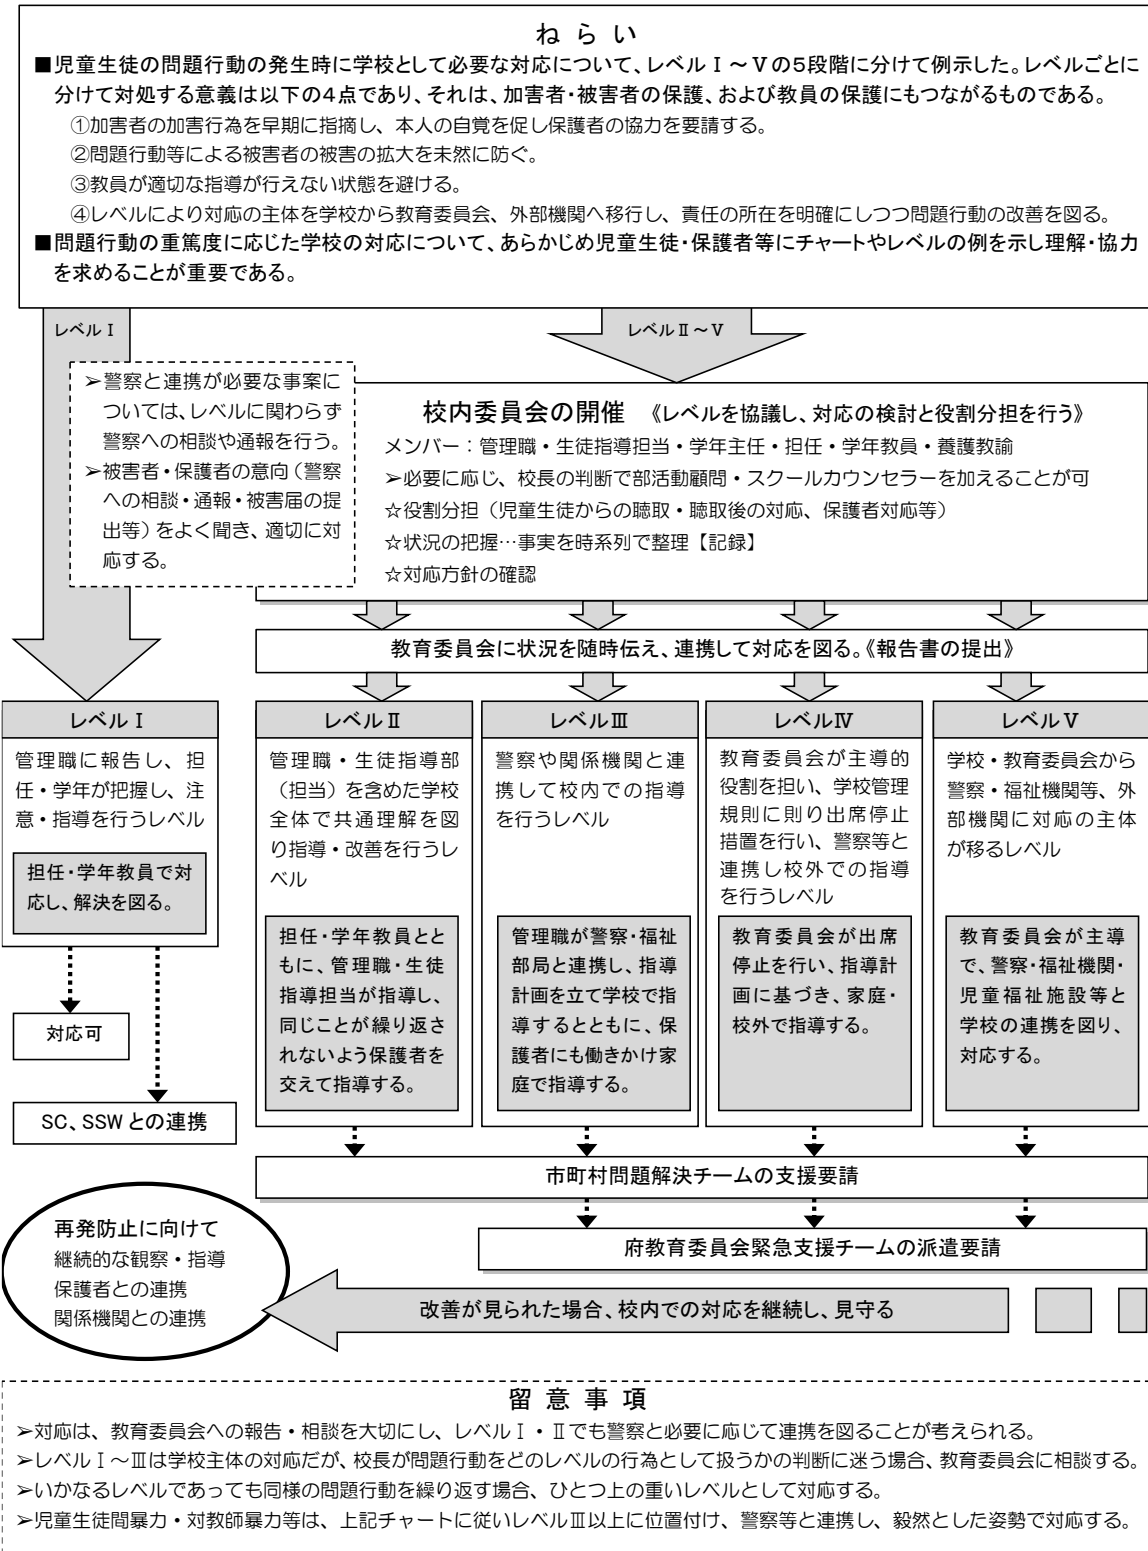 ねらい
■児童生徒の問題行動の発生時に学校として必要な対応について、レベルⅠ～Ⅴの5段階に分けて例示した。レベルごとに
分けて対処する意義は以下の4点であり、それは、加害者・被害者の保護、および教員の保護にもつながるものである。
①加害者の加害行為を早期に指摘し、本人の自覚を促し保護者の協力を要請する。
②問題行動等による被害者の被害の拡大を未然に防ぐ。
③教員が適切な指導が行えない状態を避ける。
④レベルにより対応の主体を学校から教育委員会、外部機関へ移行し、責任の所在を明確にしつつ問題行動の改善を図る。
■問題行動の重篤度に応じた学校の対応について、あらかじめ児童生徒・保護者等にチャートやレベルの例を示し理解・協力
を求めることが重要である。
レベルⅠ
レベルⅡ～Ⅴ
➢警察と連携が必要な事案に
ついては、レベルに関わらず
警察への相談や通報を行う。
➢被害者・保護者の意向（警察
への相談・通報・被害届の提
出等）をよく聞き、適切に対
応する。
校内委員会の開催　《レベルを協議し、対応の検討と役割分担を行う》
メンバー：管理職・生徒指導担当・学年主任・担任・学年教員・養護教諭
➢必要に応じ、校長の判断で部活動顧問・スクールカウンセラーを加えることが可
☆役割分担（児童生徒からの聴取・聴取後の対応、保護者対応等）
☆状況の把握…事実を時系列で整理【記録】
☆対応方針の確認
教育委員会に状況を随時伝え、連携して対応を図る。《報告書の提出》
レベルⅠ
管理職に報告し、担
任・学年が把握し、注
意・指導を行うレベル
担任・学年教員で対
応し、解決を図る。
対応可
SC、SSWとの連携
レベルⅡ
管理職・生徒指導部
（担当）を含めた学校
全体で共通理解を図
り指導・改善を行うレ
ベル
担任・学年教員とと
もに、管理職・生徒
指導担当が指導し、
同じことが繰り返さ
れないよう保護者を
交えて指導する。
レベルⅢ
警察や関係機関と連
携して校内での指導
を行うレベル
管理職が警察・福祉
部局と連携し、指導
計画を立て学校で指
導するとともに、保
護者にも働きかけ家
庭で指導する。
レベルⅣ
教育委員会が主導的
役割を担い、学校管理
規則に則り出席停止
措置を行い、警察等と
連携し校外での指導
を行うレベル
教育委員会が出席
停止を行い、指導計
画に基づき、家庭・
校外で指導する。
レベルⅤ
学校・教育委員会から
警察・福祉機関等、外
部機関に対応の主体
が移るレベル
教育委員会が主導
で、警察・福祉機関・
児童福祉施設等と
学校の連携を図り、
対応する。
市町村問題解決チームの支援要請
府教育委員会緊急支援チームの派遣要請
再発防止に向けて
継続的な観察・指導
保護者との連携
関係機関との連携
改善が見られた場合、校内での対応を継続し、見守る
留意事項
➢対応は、教育委員会への報告・相談を大切にし、レベルⅠ・Ⅱでも警察と必要に応じて連携を図ることが考えられる。
➢レベルⅠ～Ⅲは学校主体の対応だが、校長が問題行動をどのレベルの行為として扱うかの判断に迷う場合、教育委員会に相談する。
➢いかなるレベルであっても同様の問題行動を繰り返す場合、ひとつ上の重いレベルとして対応する。
➢児童生徒間暴力・対教師暴力等は、上記チャートに従いレベルⅢ以上に位置付け、警察等と連携し、毅然とした姿勢で対応する。